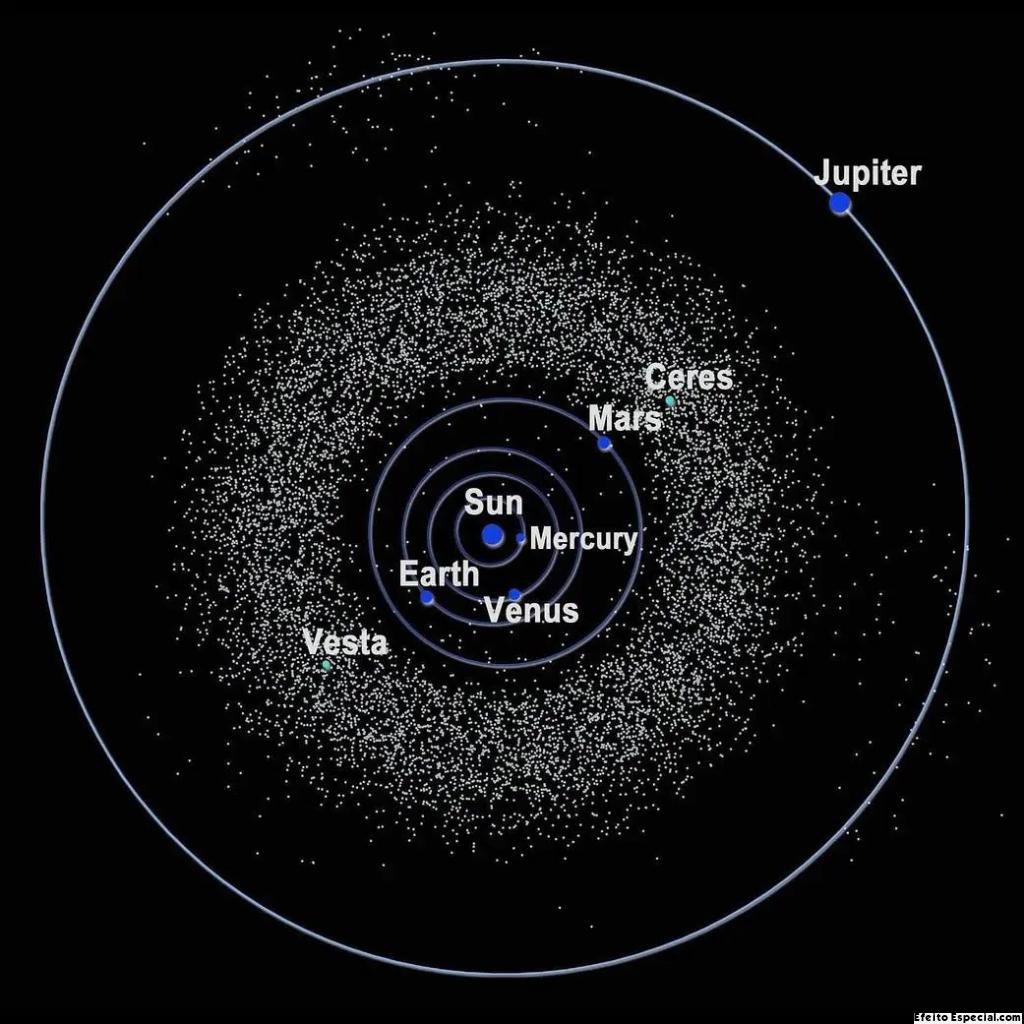 Jupiter
Ceres
Mars
Sun
Mercury
Earth
Venus
Vesta
Efeito Especial.com